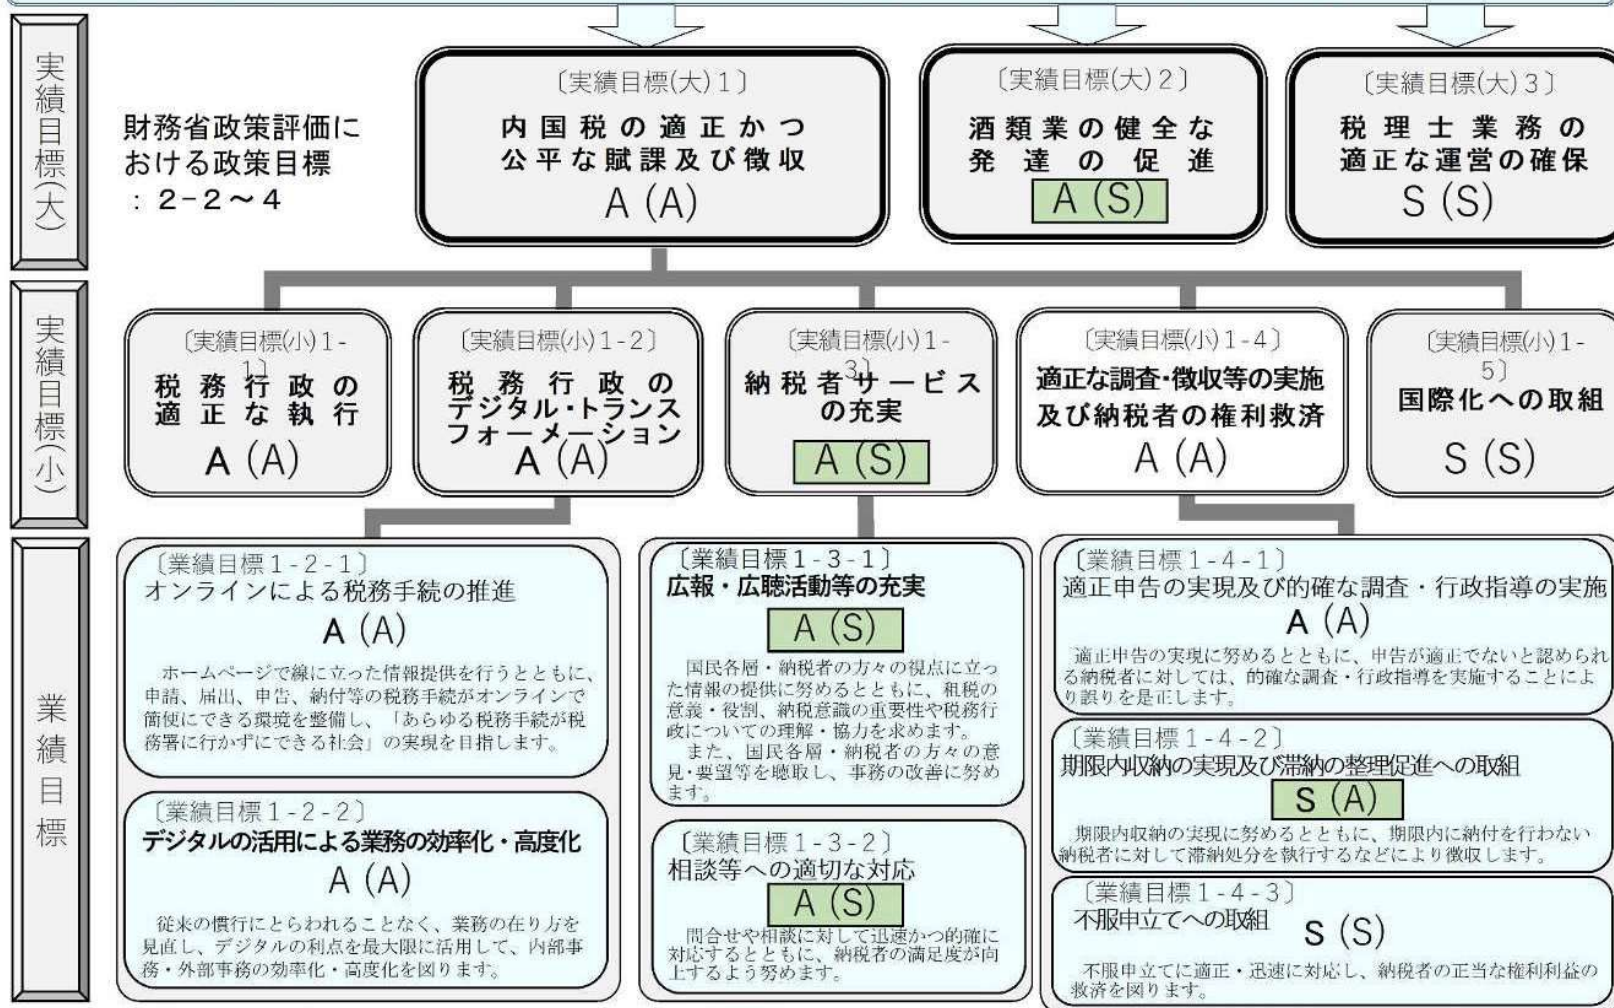 実績目標(大)
財務省政策評価に
おける政策目標
：２−２～４
〔実績目標(大)1〕
内国税の適正かつ
公平な賦課及び徴収
A (A)
〔実績目標(大)2〕
酒類業の健全な
発達の促進
A (S)
〔実績目標(大)3〕
税理士業務の
適正な運営の確保
S (S)
実績目標(小)
〔実績目標(小)1-
1〕
税務行政の
適正な執行
A (A)
〔実績目標(小)1-2〕
税務行政の
デジタル・トランス
フォーメーション
A (A)
〔実績目標(小)1-
3〕
納税者サービス
の充実
A (S)
〔実績目標(小)1-4〕
適正な調査・徴収等の実施
及び納税者の権利救済
A (A)
〔実績目標(小)1-
5〕
国際化への取組
S (S)
業績目標
〔業績目標1-2-1〕
オンラインによる税務手続の推進
A (A)
ホームページで線に立った情報提供を行うとともに、
申請、届出、申告、納付等の税務手続がオンラインで
簡便にできる環境を整備し、「あらゆる税務手続が税
務署に行かずにできる社会」の実現を目指します。
〔業績目標1-2-2〕
デジタルの活用による業務の効率化・高度化
A (A)
従来の慣行にとらわれることなく、業務の在り方を
見直し、デジタルの利点を最大限に活用して、内部事
務・外部事務の効率化・高度化を図ります。
〔業績目標1-3-1〕
広報・広聴活動等の充実
A (S)
国民各層・納税者の方々の視点に立っ
た情報の提供に努めるとともに、租税の
意義・役割、納税意識の重要性や税務行
政についての理解・協力を求めます。
また、国民各層・納税者の方々の意
見・要望等を聴取し、事務の改善に努め
ます。
〔業績目標1-3-2〕
相談等への適切な対応
A (S)
問合せや相談に対して迅速かつ的確に
対応するとともに、納税者の満足度が向
上するよう努めます。
〔業績目標1-4-1〕
適正申告の実現及び的確な調査・行政指導の実施
A (A)
適正申告の実現に努めるとともに、申告が適正でないと認められ
る納税者に対しては、的確な調査・行政指導を実施することによ
り誤りを是正します。
〔業績目標1-4-2〕
期限内収納の実現及び滞納の整理促進への取組
S (A)
期限内収納の実現に努めるとともに、期限内に納付を行わない
納税者に対して滞納処分を執行するなどにより徴収します。
〔業績目標1-4-3〕
不服申立てへの取組
S (S)
不服申立てに適正・迅速に対応し、納税者の正当な権利利益の
救済を図ります。